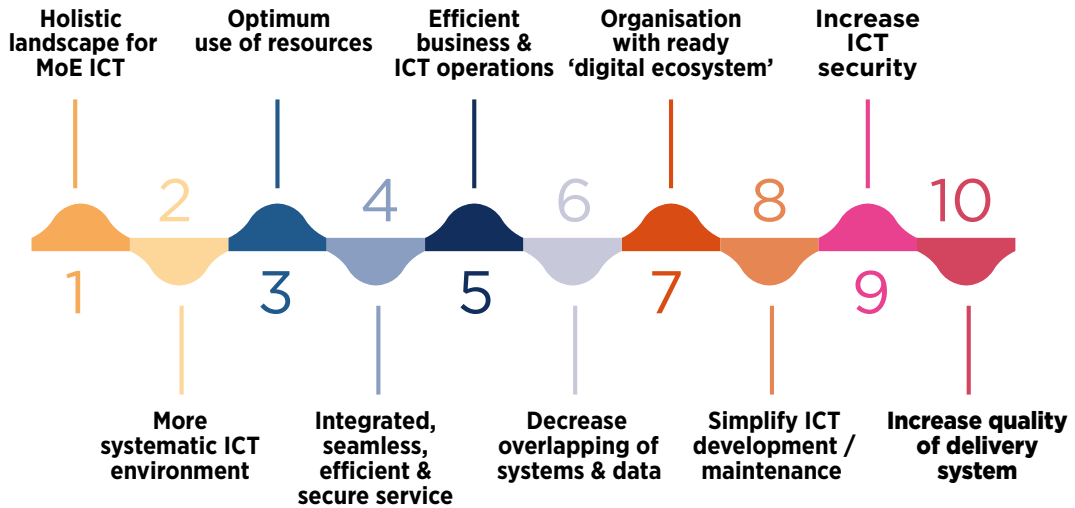 Holistic
landscape for
MoE ICT
Optimum
use of resources
Efficient
business &
ICT operations
Organisation
with ready
‘digital ecosystem’
Increase
ICT
security
2
4
6
8
10
1
3
5
7
9
More
systematic ICT
environment
Integrated,
seamless,
efficient &
secure service
Decrease
overlapping of
systems & data
Simplify ICT
development /
maintenance
Increase quality
of delivery
system